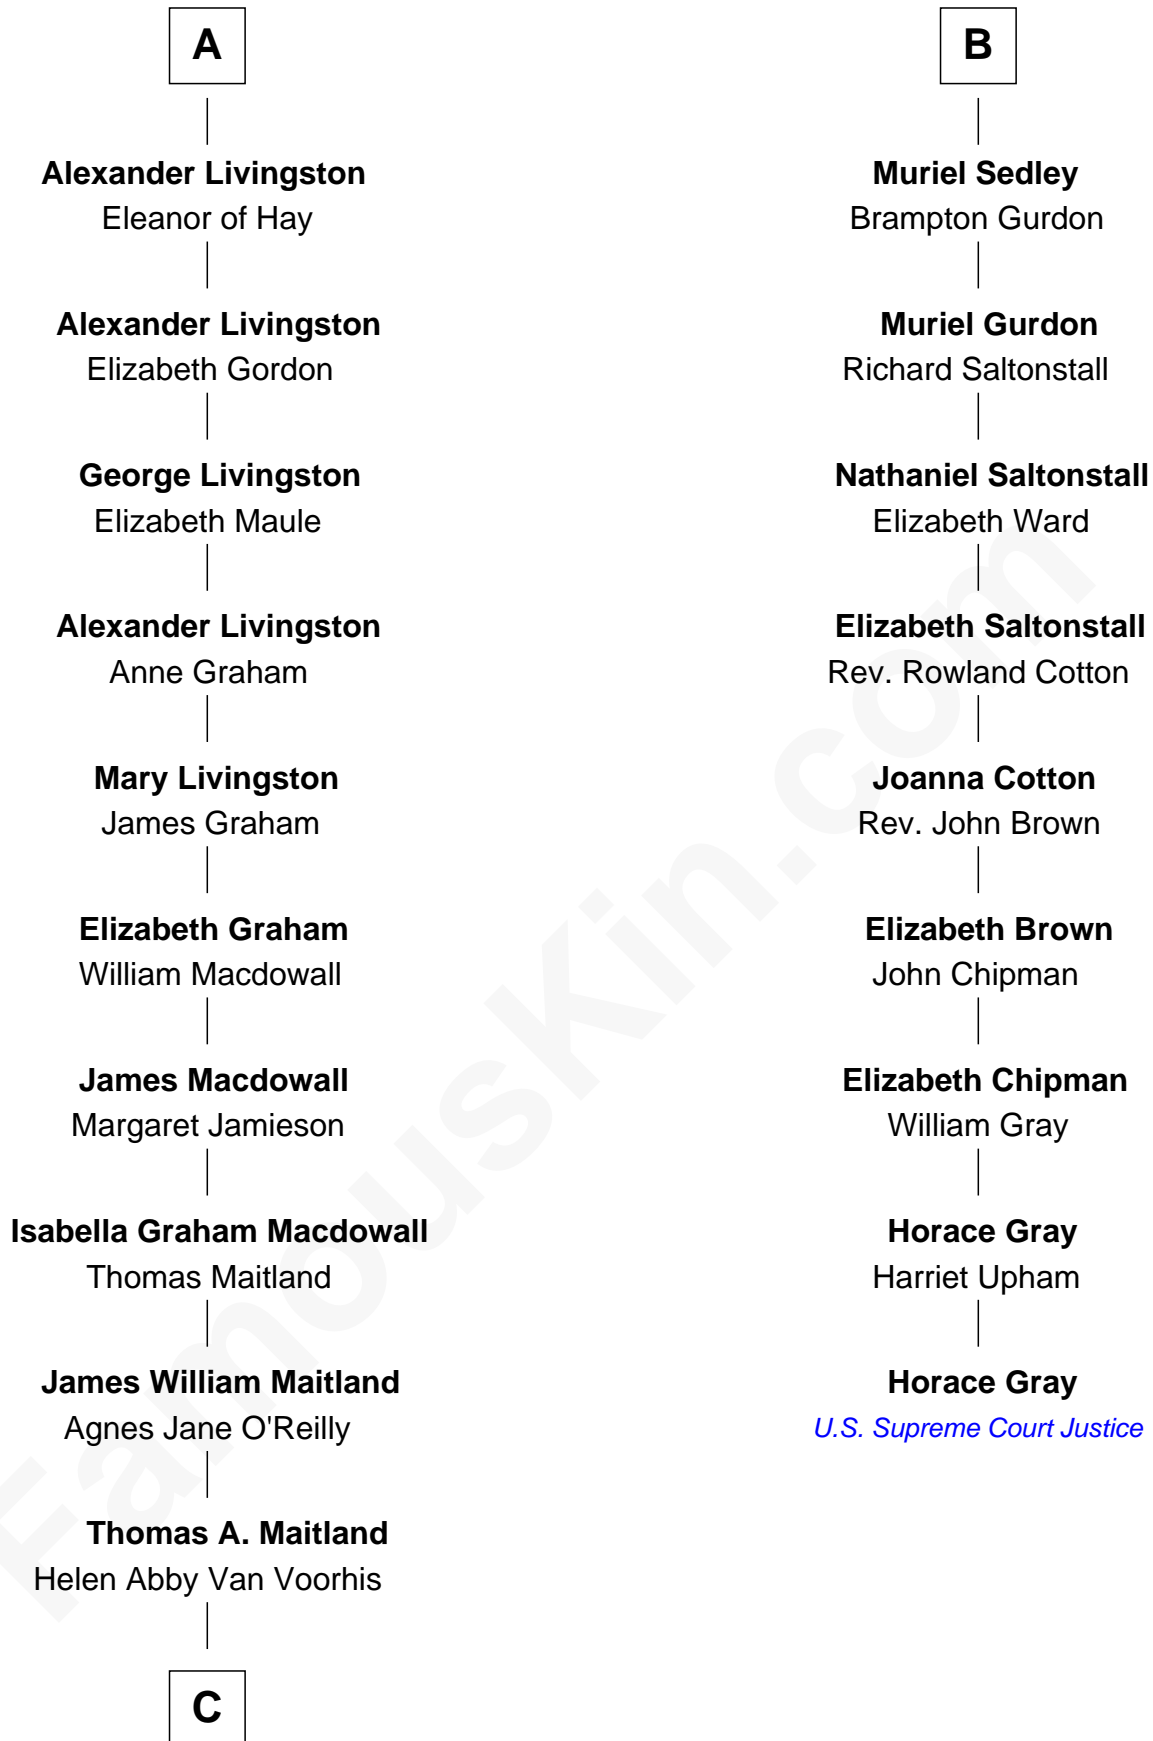 A
Alexander Livingston
Eleanor of Hay
Alexander Livingston
Elizabeth Gordon
George Livingston
Elizabeth Maule
Alexander Livingston
Anne Graham
Mary Livingston
James Graham
Elizabeth Graham
William Macdowall
James Macdowall
Margaret Jamieson
Isabella Graham Macdowall
Thomas Maitland
James William Maitland
Agnes Jane O'Reilly
Thomas A. Maitland
Helen Abby Van Voorhis
C
B
Muriel Sedley
Brampton Gurdon
Muriel Gurdon
Richard Saltonstall
Nathaniel Saltonstall
Elizabeth Ward
Elizabeth Saltonstall
Rev. Rowland Cotton
Joanna Cotton
Rev. John Brown
Elizabeth Brown
John Chipman
Elizabeth Chipman
William Gray
Horace Gray
Harriet Upham
Horace Gray
U.S. Supreme Court Justice
FamousKin.com